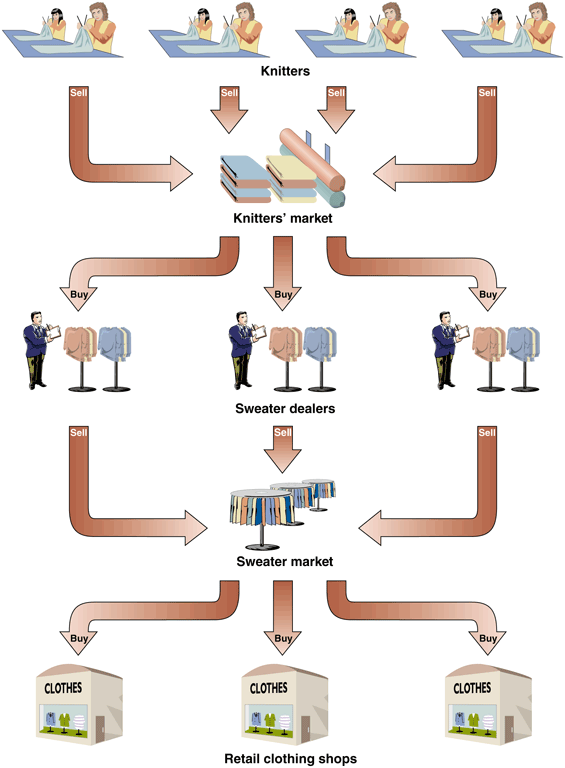 Knitters
Sell Sell Sell Sell
Knitters’ market
Buy Buy Buy
Sweater dealers
Sell Sell Sell
Sweater market
Buy Buy Buy
CLOTHES CLOTHES CLOTHES
Retail clothing shops